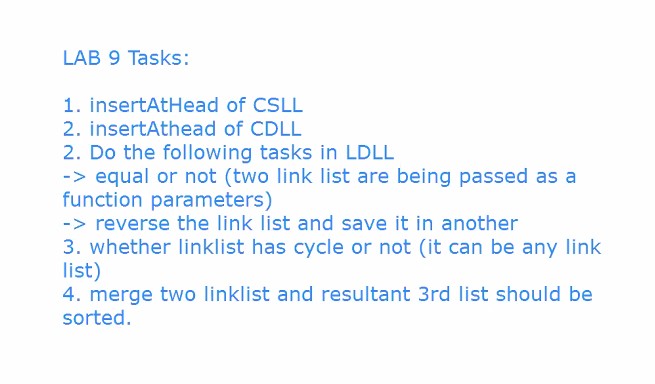 LAB 9 Tasks:
1. insertAtHead of CSLL
2. insertAthead of CDLL
2. Do the following tasks in LDLL
-> equal or not (two link list are being passed as a
function parameters)
-> reverse the link list and save it in another
3. whether linklist has cycle or not (it can be any link
list)
4. merge two linklist and resultant 3rd list should be
sorted.